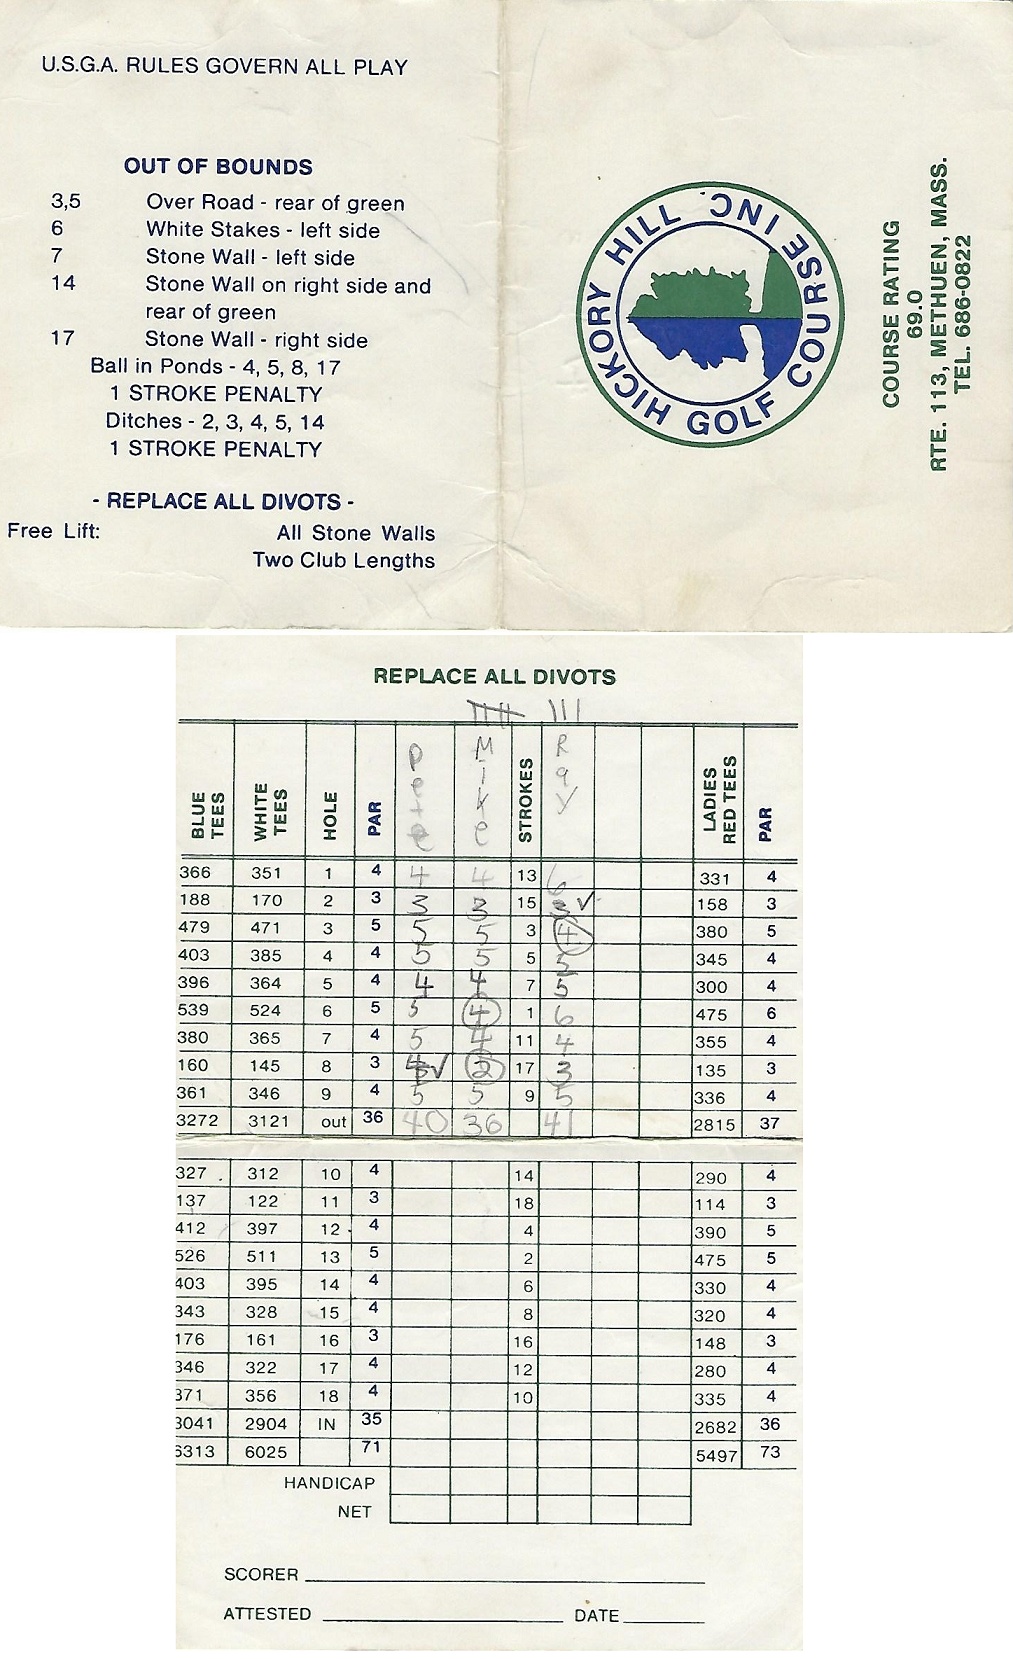 U.S.G.A. RULES GOVERN ALL PLAY
OUT OF BOUNDS
3,5 Over Road - rear of green
6 White Stakes - left side
7 Stone Wall - left side
14 Stone Wall on right side and
rear of green
17 Stone Wall - right side
Ball in Ponds - 4, 5, 8, 17
1 STROKE PENALTY
Ditches - 2, 3, 4, 5, 14
1 STROKE PENALTY
- REPLACE ALL DIVOTS -
Free Lift: All Stone Walls
Two Club Lengths
HICKORY HILL GOLF COURSE INC.
COURSE RATING
69.0
RTE. 113, METHUEN, MASS.
TEL. 686-0822
REPLACE ALL DIVOTS
BLUE TEES WHITE TEES HOLE PAR Pete Mike STROKES Ray LADIES RED TEES PAR
366 351 1 4 4 4 13 6 331 4
188 170 2 3 3 3 15 3 ✓ 158 3
479 471 3 5 5 5 3 4 380 5
403 385 4 4 5 5 5 5 345 4
396 364 5 4 4 4 7 5 300 4
539 524 6 5 5 4 1 6 475 6
380 365 7 4 5 4 11 4 355 4
160 145 8 3 ✓ 2 17 3 135 3
361 346 9 4 5 5 9 5 336 4
3272 3121 out 36 40 36 41 2815 37
327 312 10 4 14 290 4
137 122 11 3 18 114 3
412 397 12 4 4 390 5
526 511 13 5 2 475 5
403 395 14 4 6 330 4
343 328 15 4 8 320 4
176 161 16 3 16 148 3
346 322 17 4 12 280 4
371 356 18 4 10 335 4
3041 2904 IN 35 2682 36
6313 6025 71 5497 73
HANDICAP
NET
SCORER
ATTESTED DATE